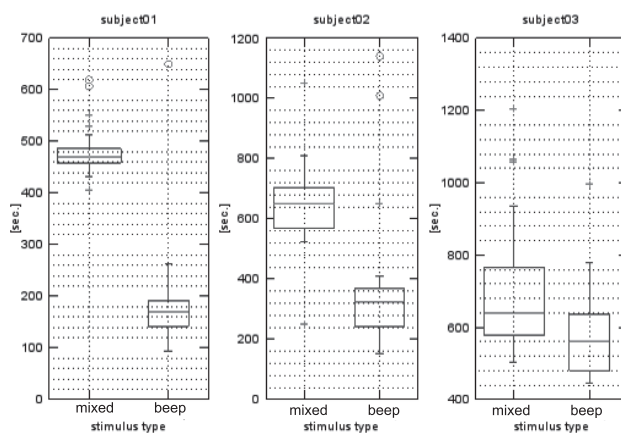 subject01
700
600
500
400
300
200
100
0
[sec.]
mixed beep
stimulus type
subject02
1200
1000
800
600
400
200
0
[sec.]
mixed beep
stimulus type
subject03
1400
1200
1000
800
600
400
[sec.]
mixed beep
stimulus type